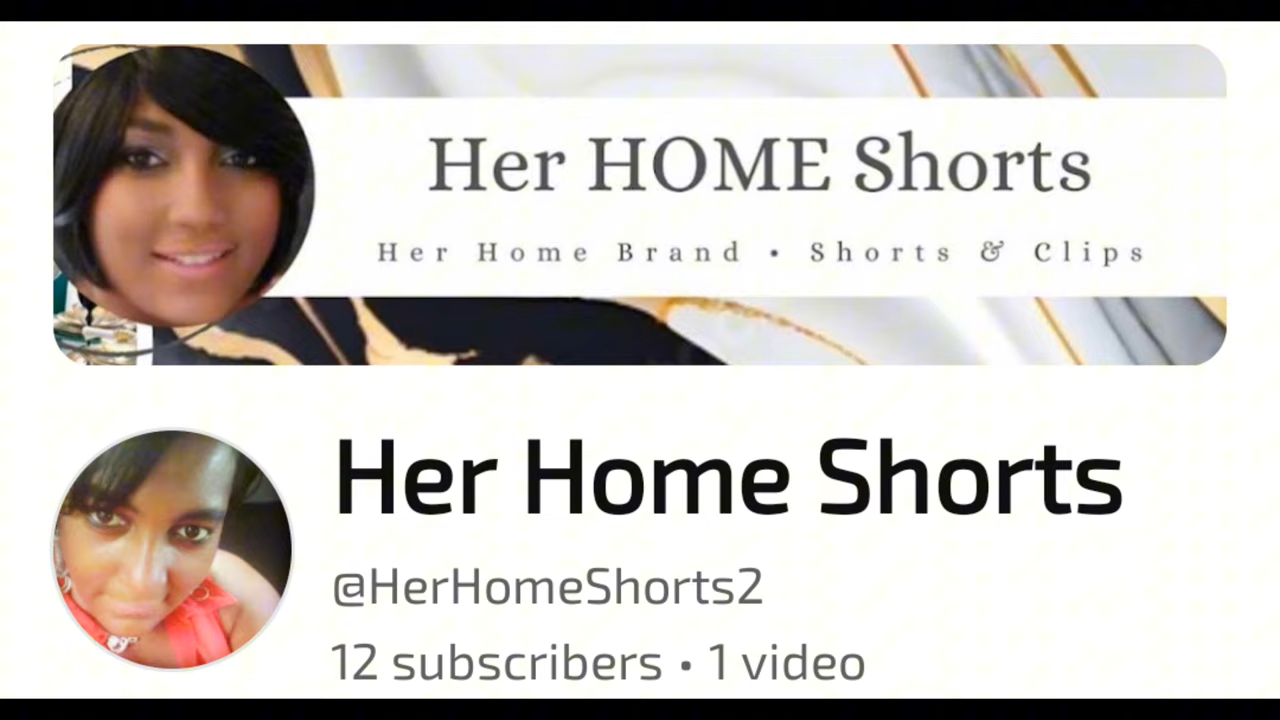 Her HOME Shorts
Her Home Brand • Shorts & Clips
Her Home Shorts
@HerHomeShorts2
12 subscribers • 1 video